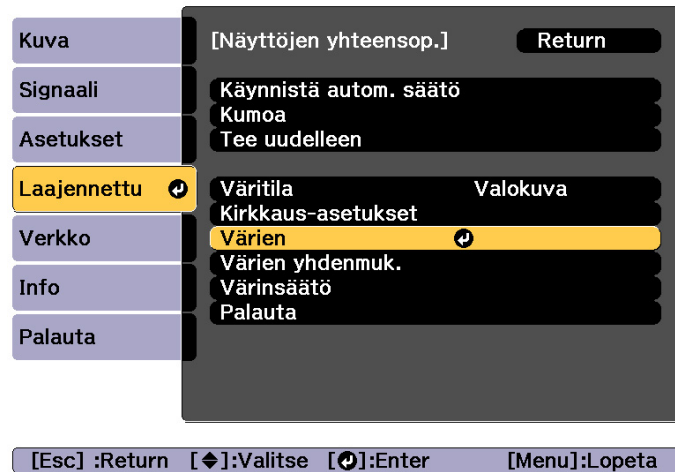 Kuva
Signaali
Asetukset
Laajennettu
Verkko
Info
Palauta
[Näyttöjen yhteensop.] Return
Käynnistä autom. säätö
Kumoa
Tee uudelleen
Väritila Valokuva
Kirkkaus-asetukset
Värien
Värien yhdenmuk.
Värinsäätö
Palauta
[Esc] :Return [◆]:Valitse [↵]:Enter [Menu]:Lopeta